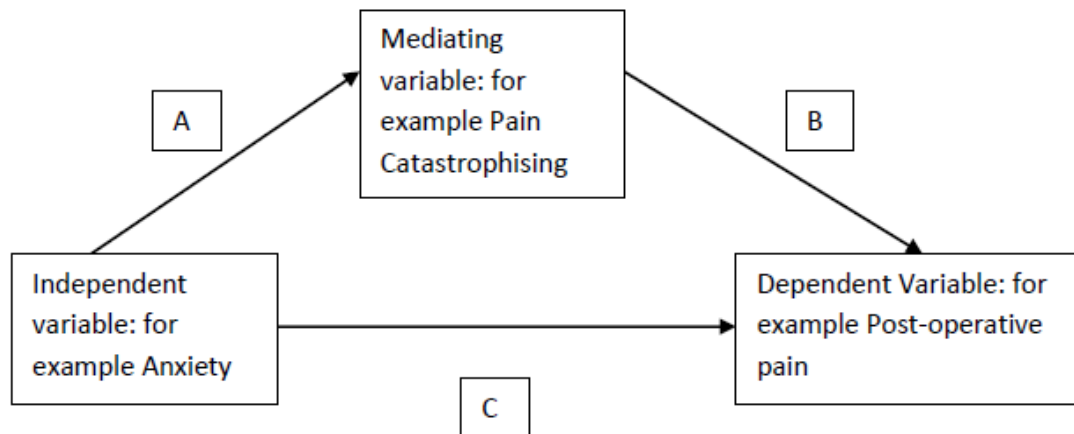 Mediating
variable: for
example Pain
Catastrophising
A
B
Independent
variable: for
example Anxiety
Dependent Variable: for
example Post-operative
pain
C